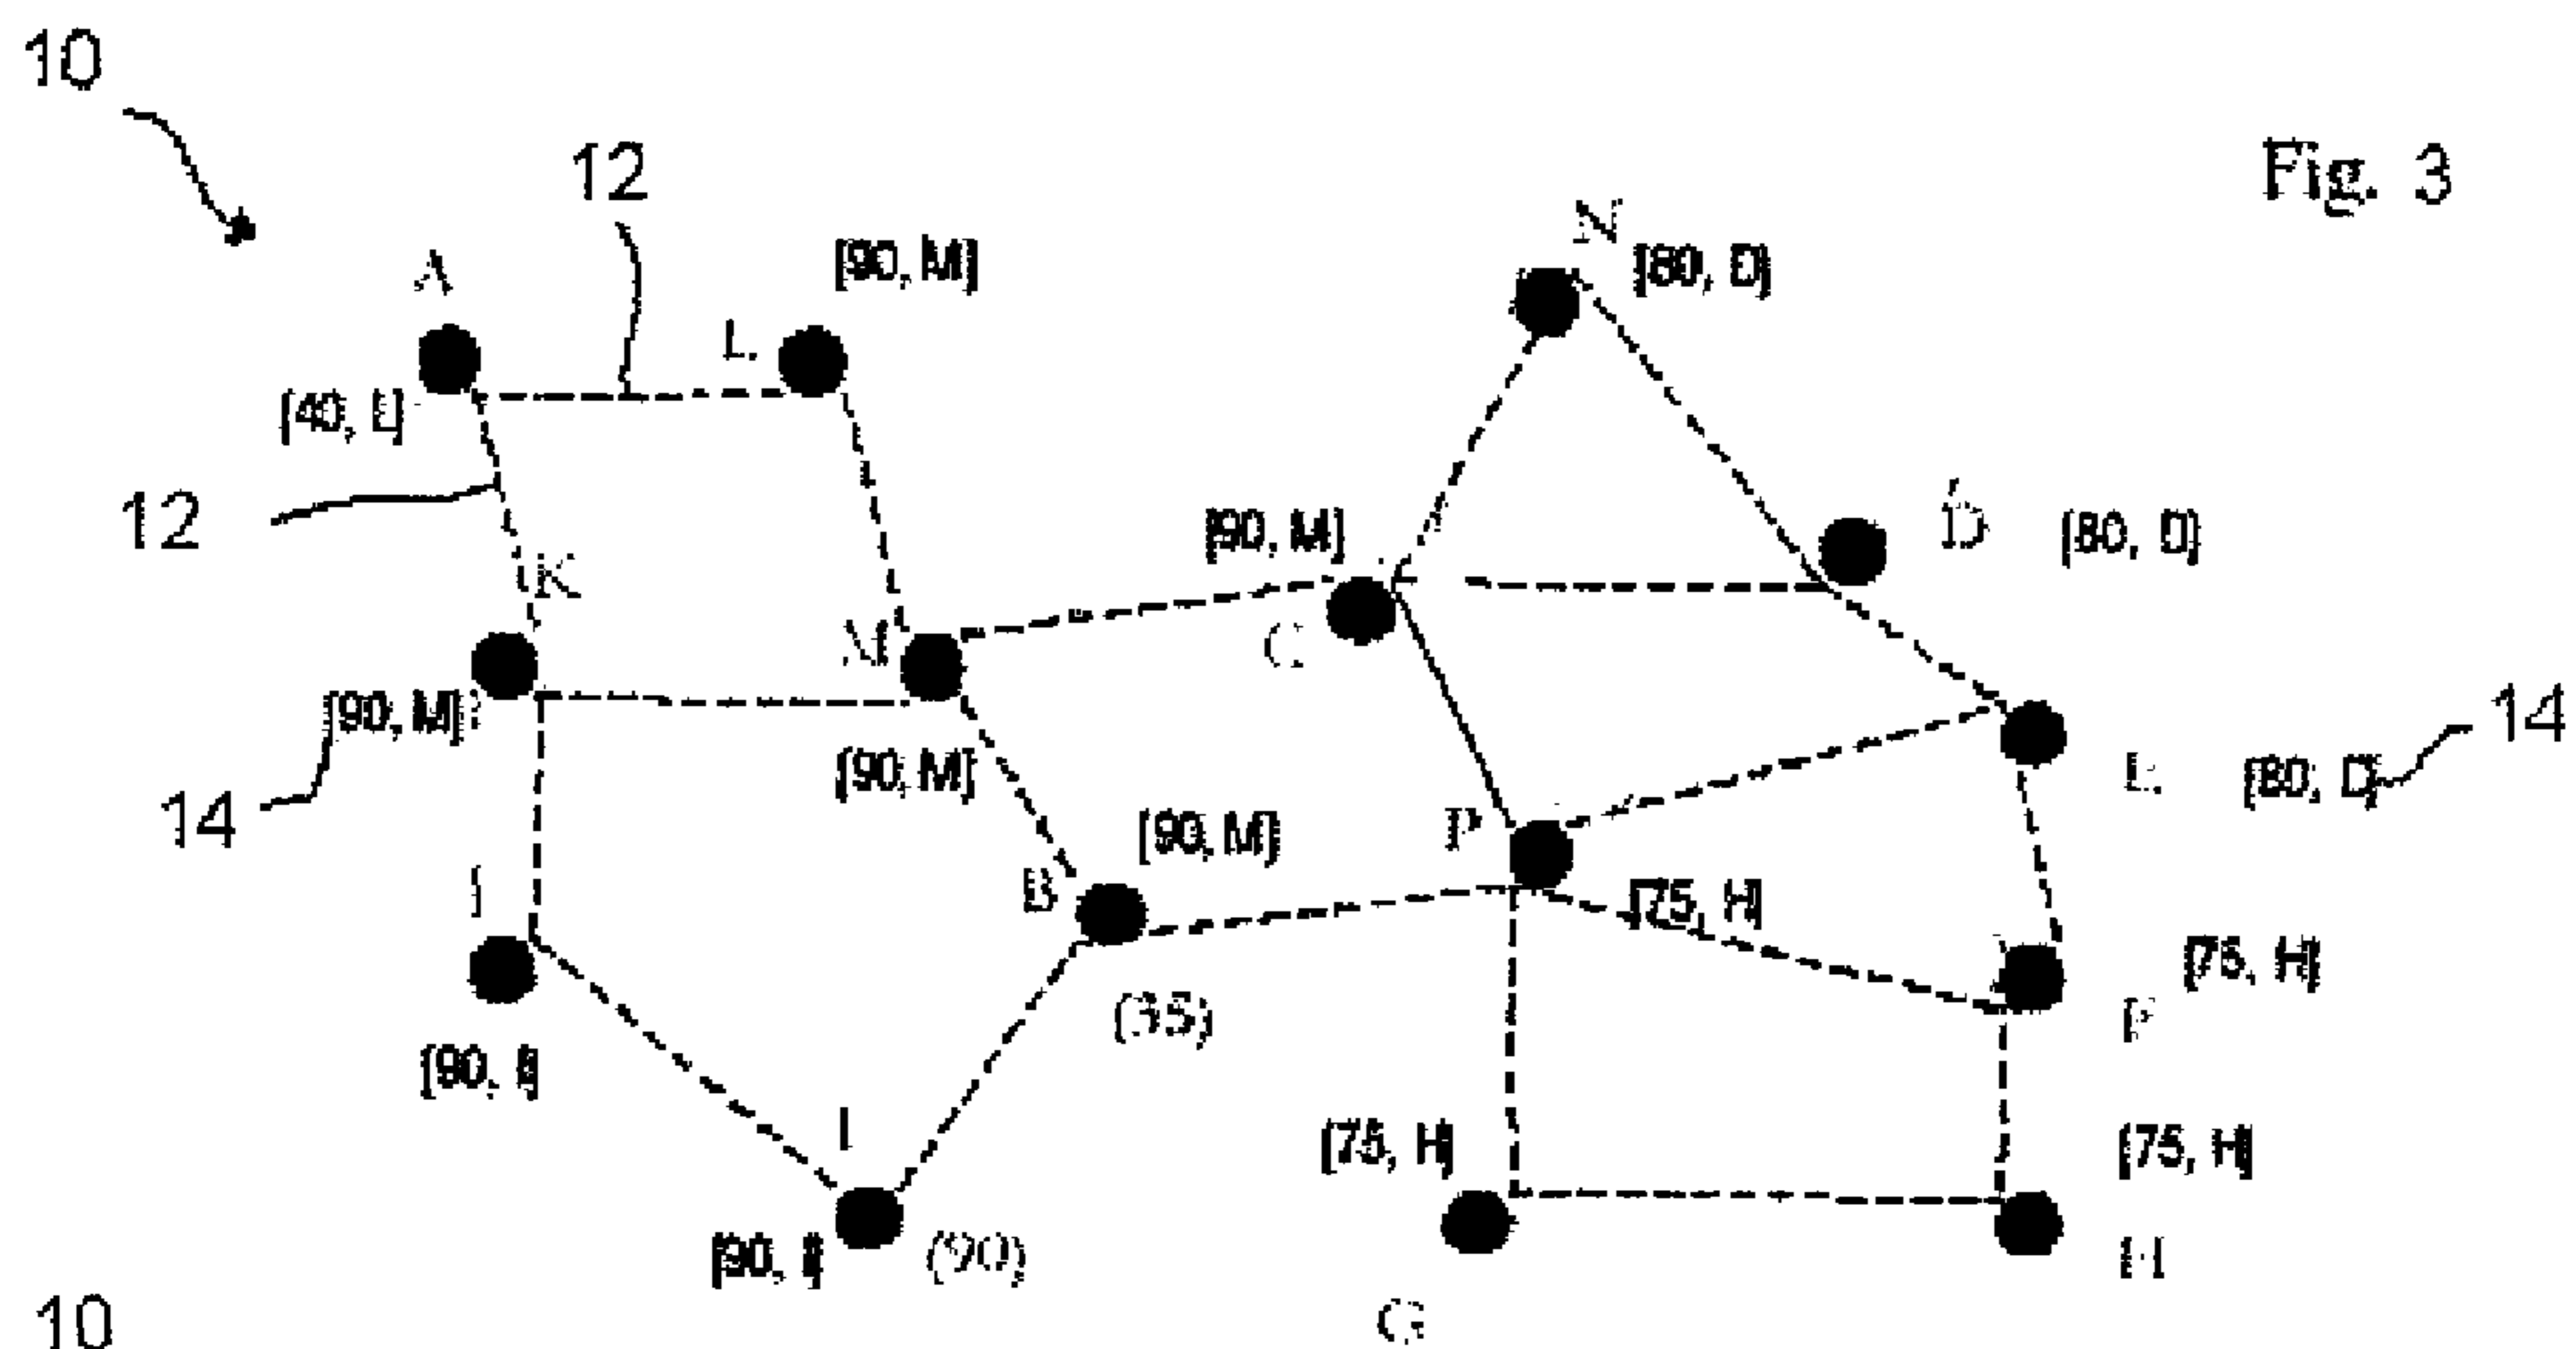 10
12
Fig. 3
N
[80, D]
[90, M]
A
L
[40, L]
12
K
[90, M]
D
[80, D]
M
C
[90, M]
14
[90, M]
14
P
E
[80, D]
[90, M]
B
[75, H]
J
[75, H]
F
(35)
[90, I]
I
[75, H]
[75, H]
[90, I]
(90)
H
G
10